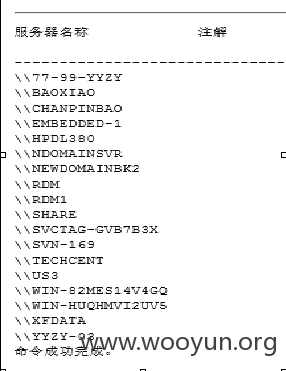 服务器名称 注解
-------------------------------
\\77-99-YYZY
\\BAOXIAO
\\CHANPINBAO
\\EMBEDDED-1
\\HPDL380
\\NDOMAINSVR
\\NEWDOMAINBK2
\\RDM
\\RDM1
\\SHARE
\\SVCTAG-GVB7B3X
\\SVN-169
\\TECHCENT
\\US3
\\WIN-82MES14V4GQ
\\WIN-HUQHMVI2UV5
\\XFDATA
\\YYZY-03
www.wooyun.org
命令成功完成。